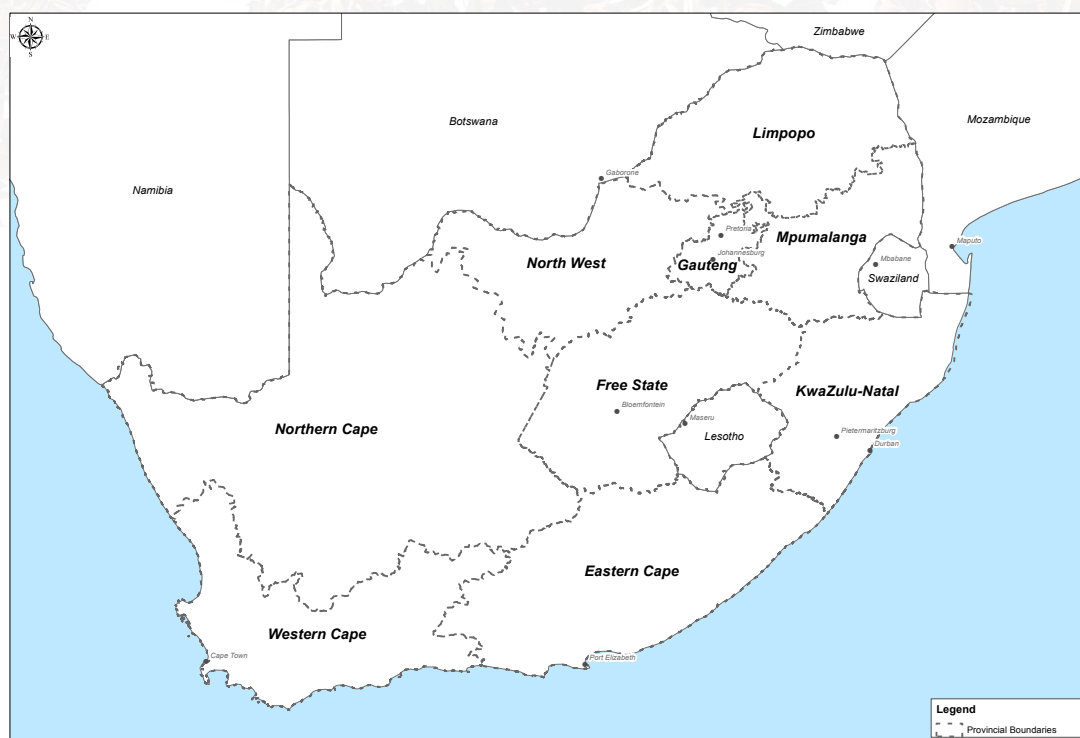 N
W E
S
Zimbabwe
Botswana
Mozambique
Limpopo
Gaborone
Namibia
Pretoria
Mpumalanga
Maputo
Johannesburg
North West
Gauteng
Mbabane
Swaziland
Free State
KwaZulu-Natal
Bloemfontein
Maseru
Northern Cape
Pietermaritzburg
Lesotho
Durban
Eastern Cape
Western Cape
Cape Town
Port Elizabeth
Legend
Provincial Boundaries